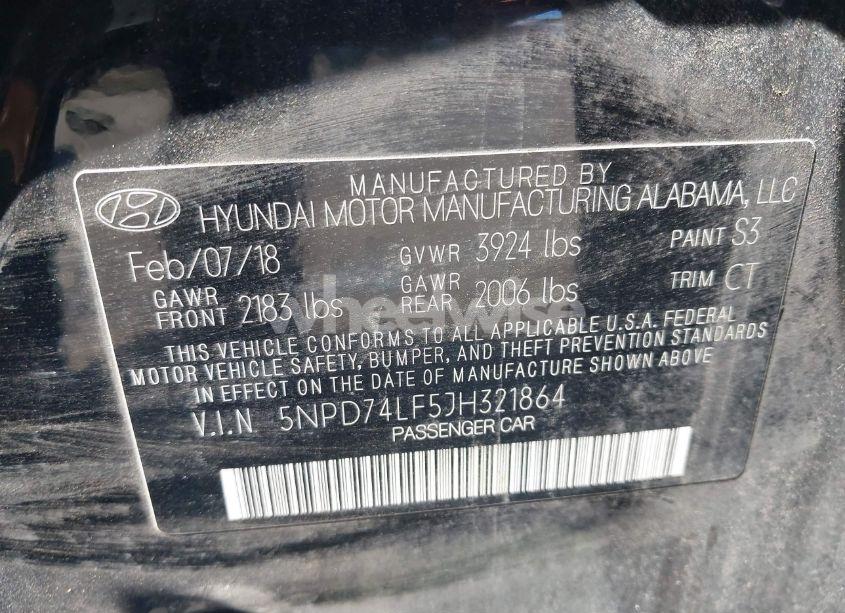 MANUFACTURED BY
HYUNDAI MOTOR MANUFACTURING ALABAMA, LLC
Feb/07/18 GVWR 3924 lbs PAINT S3
GAWR FRONT 2183 lbs GAWR REAR 2006 lbs TRIM CT
THIS VEHICLE CONFORMS TO ALL APPLICABLE U.S.A. FEDERAL
MOTOR VEHICLE SAFETY, BUMPER, AND THEFT PREVENTION STANDARDS
IN EFFECT ON THE DATE OF MANUFACTURE SHOWN ABOVE
V.I.N 5NPD74LF5JH321864
PASSENGER CAR
wheelwise